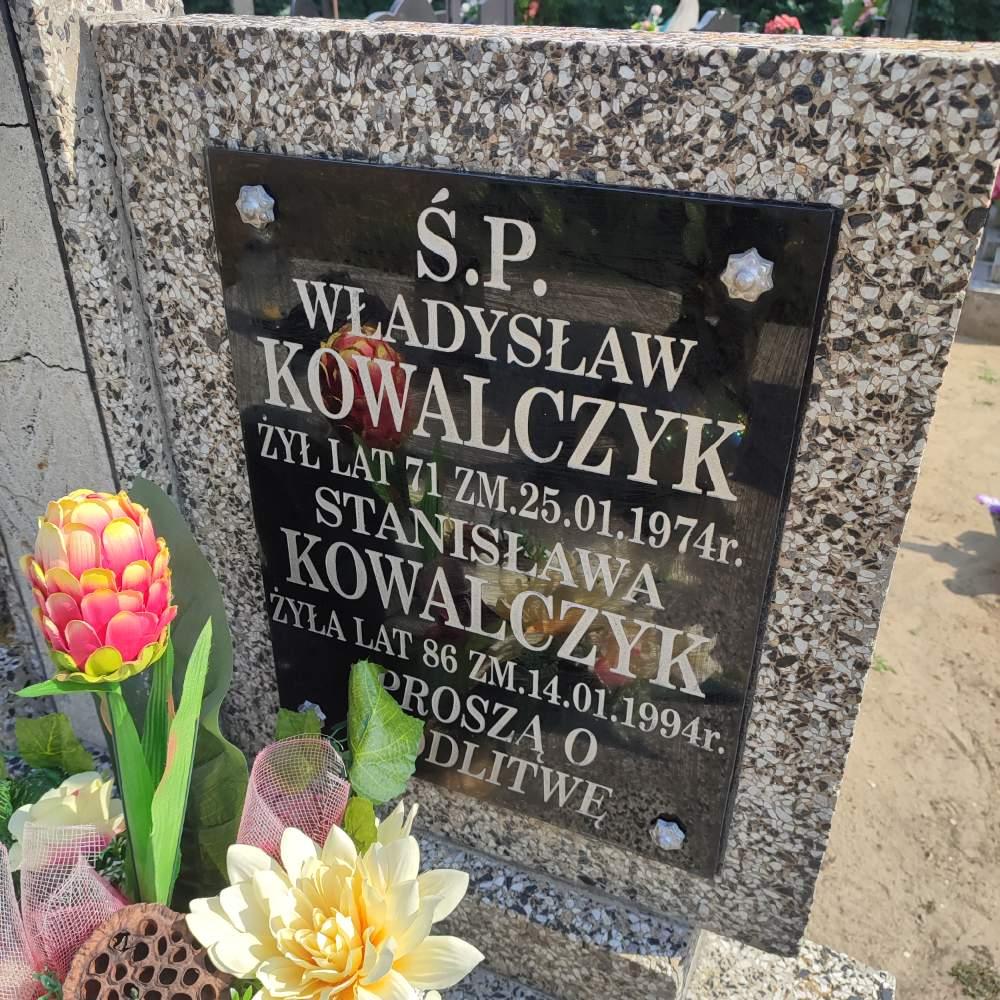 Ś.P.
WŁADYSŁAW
KOWALCZYK
ŻYŁ LAT 71 ZM.25.01.1974r.
STANISŁAWA
KOWALCZYK
ŻYŁA LAT 86 ZM.14.01.1994r.
PROSZĄ O
ODLITWĘ